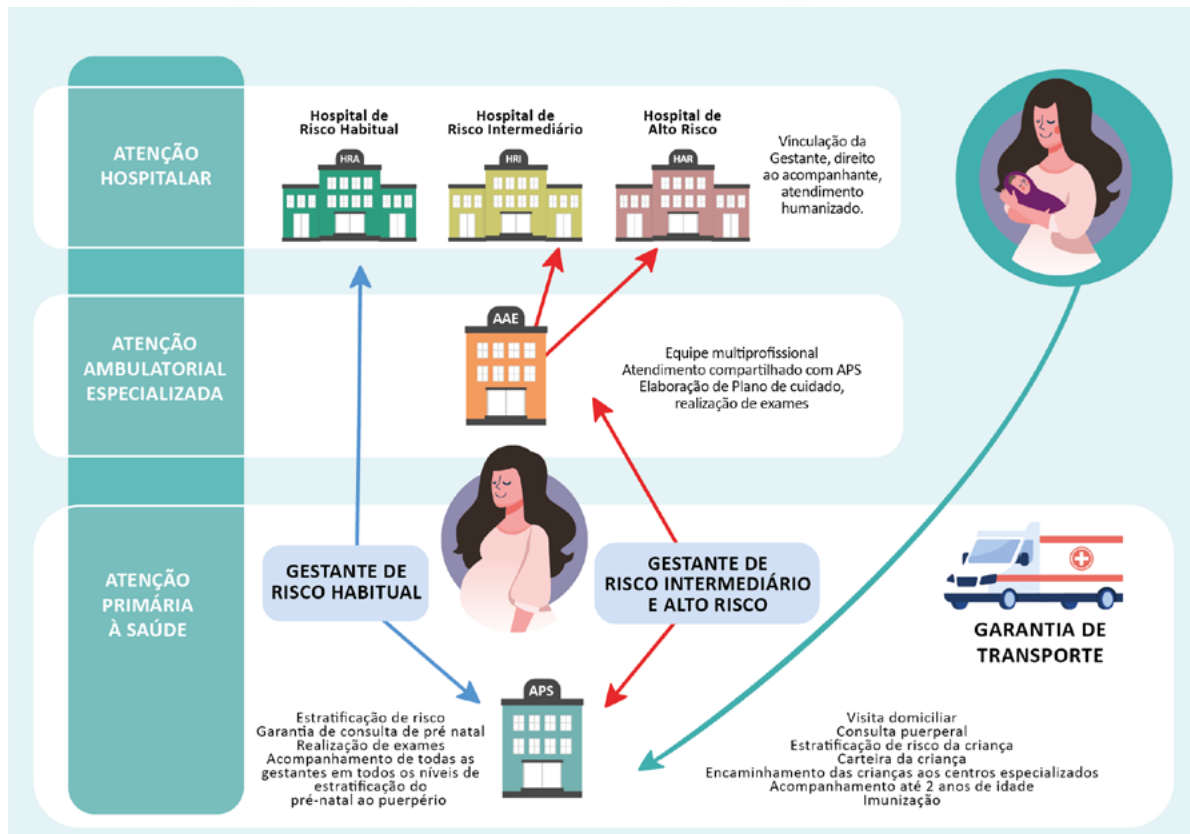 ATENÇÃO
HOSPITALAR
Hospital de
Risco Habitual
HRA
Hospital de
Risco Intermediário
HRI
Hospital de
Alto Risco
HAR
Vinculação da
Gestante, direito
ao acompanhante,
atendimento
humanizado.
ATENÇÃO
AMBULATORIAL
ESPECIALIZADA
AAE
Equipe multiprofissional
Atendimento compartilhado com APS
Elaboração de Plano de cuidado,
realização de exames
ATENÇÃO
PRIMÁRIA
À SAÚDE
GESTANTE DE
RISCO HABITUAL
GESTANTE DE
RISCO INTERMEDIÁRIO
E ALTO RISCO
GARANTIA DE
TRANSPORTE
APS
Estratificação de risco
Garantia de consulta de pré natal
Realização de exames
Acompanhamento de todas as
gestantes em todos os níveis de
estratificação do
pré-natal ao puerpério
Visita domiciliar
Consulta puerperal
Estratificação de risco da criança
Carteira da criança
Encaminhamento das crianças aos centros especializados
Acompanhamento até 2 anos de idade
Imunização